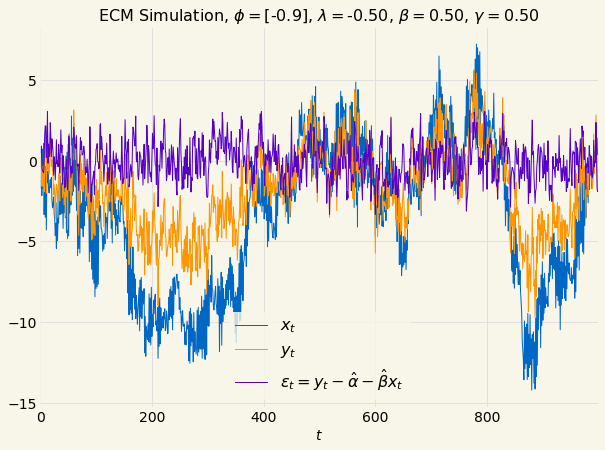 ECM Simulation, ϕ = [-0.9], λ = -0.50, β = 0.50, γ = 0.50
5
0
−5
−10
−15
0 200 400 600 800
t
x_t
y_t
ε_t = y_t − α̂ − β̂x_t